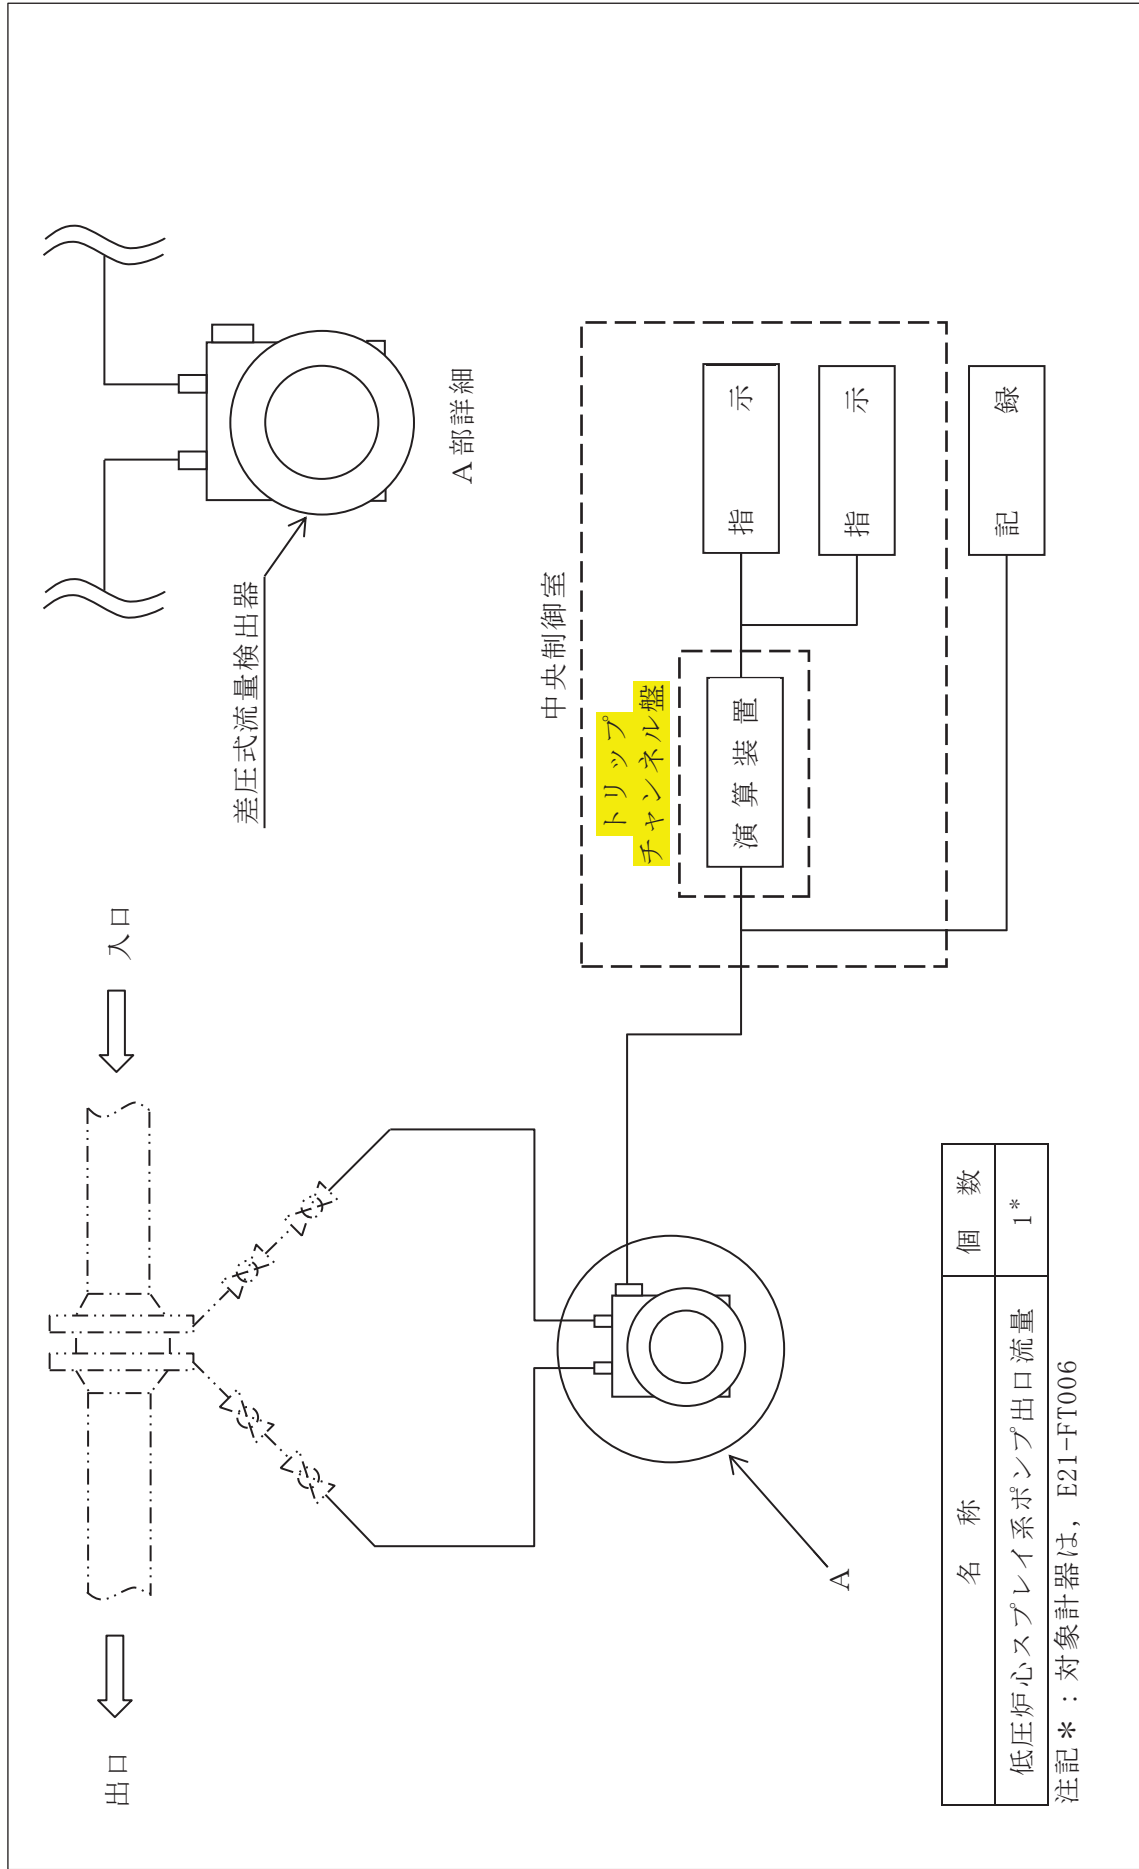 出口
入口
差圧式流量検出器
A部詳細
中央制御室
トリップ
チャンネル盤
演算装置
指示
指示
記録
A
名称 個数
低圧炉心スプレイ系ポンプ出口流量 1*
注記*：対象計器は，E21-FT006